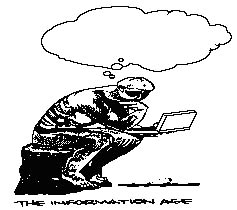 THE INFORMATION AGE